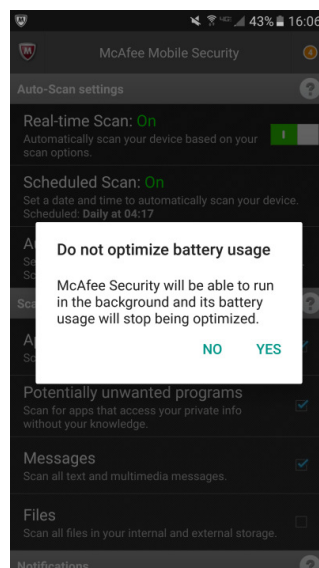 43% 16:06
McAfee Mobile Security
Auto-Scan settings
Real-time Scan: On
Automatically scan your device based on your
scan options.
Scheduled Scan: On
Set a date and time to automatically scan your device.
Scheduled: Daily at 04:17
Do not optimize battery usage
McAfee Security will be able to run
in the background and its battery
usage will stop being optimized.
NO YES
Potentially unwanted programs
Scan for apps that access your private info
without your knowledge.
Messages
Scan all text and multimedia messages.
Files
Scan all files in your internal and external storage.
Notifications